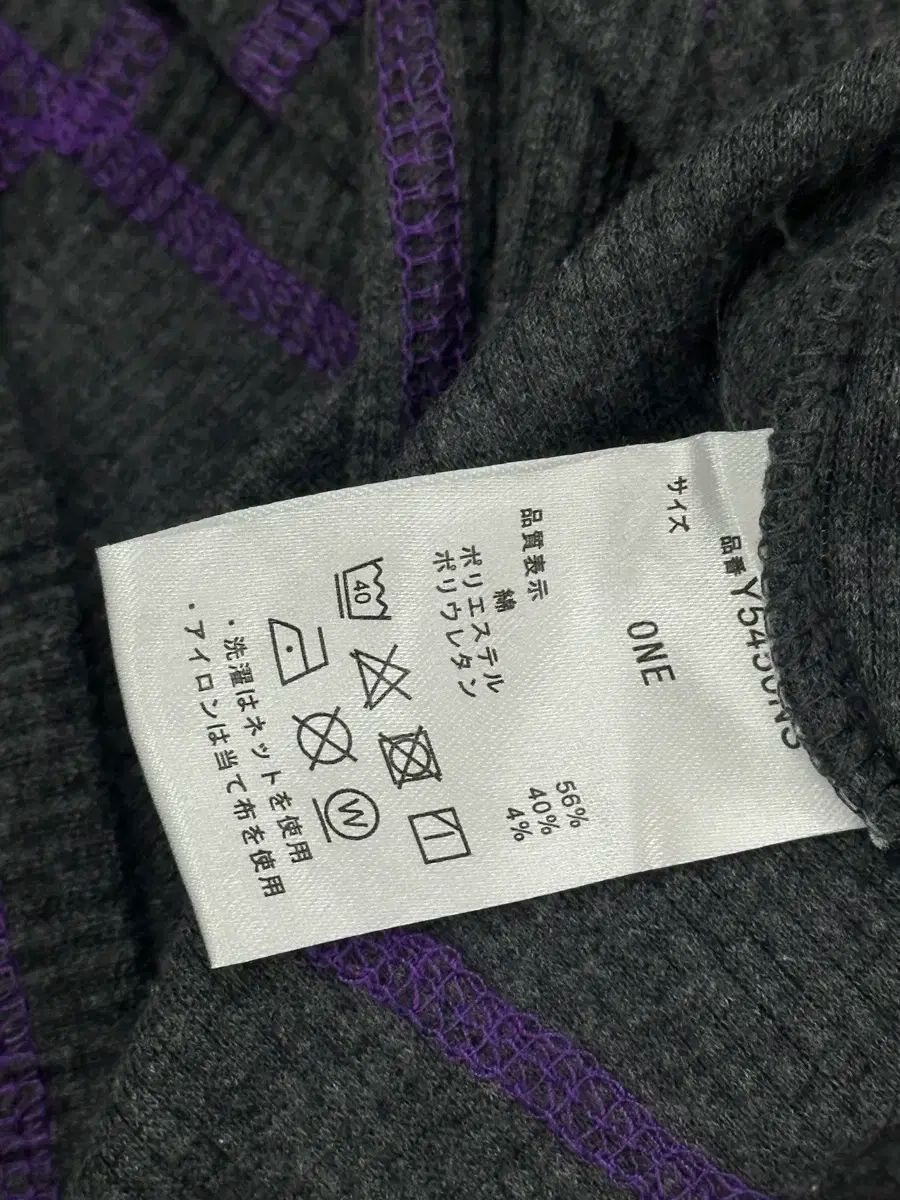 品番
サイズ
ONE
品質表示
綿 56%
ポリエステル 40%
ポリウレタン 4%
40
W
・洗濯はネットを使用
・アイロンは当て布を使用